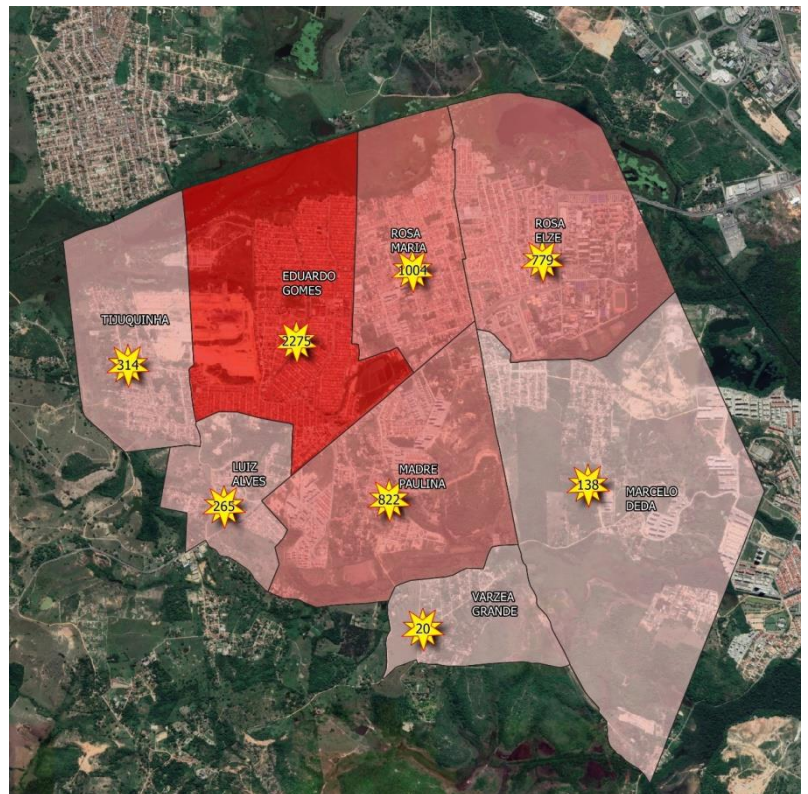 ROSA
ELZE
779
ROSA
MARIA
1004
EDUARDO
GOMES
2275
TIJUQUINHA
314
LUIZ
ALVES
265
MADRE
PAULINA
822
138
MARCELO
DEDA
VARZEA
GRANDE
20